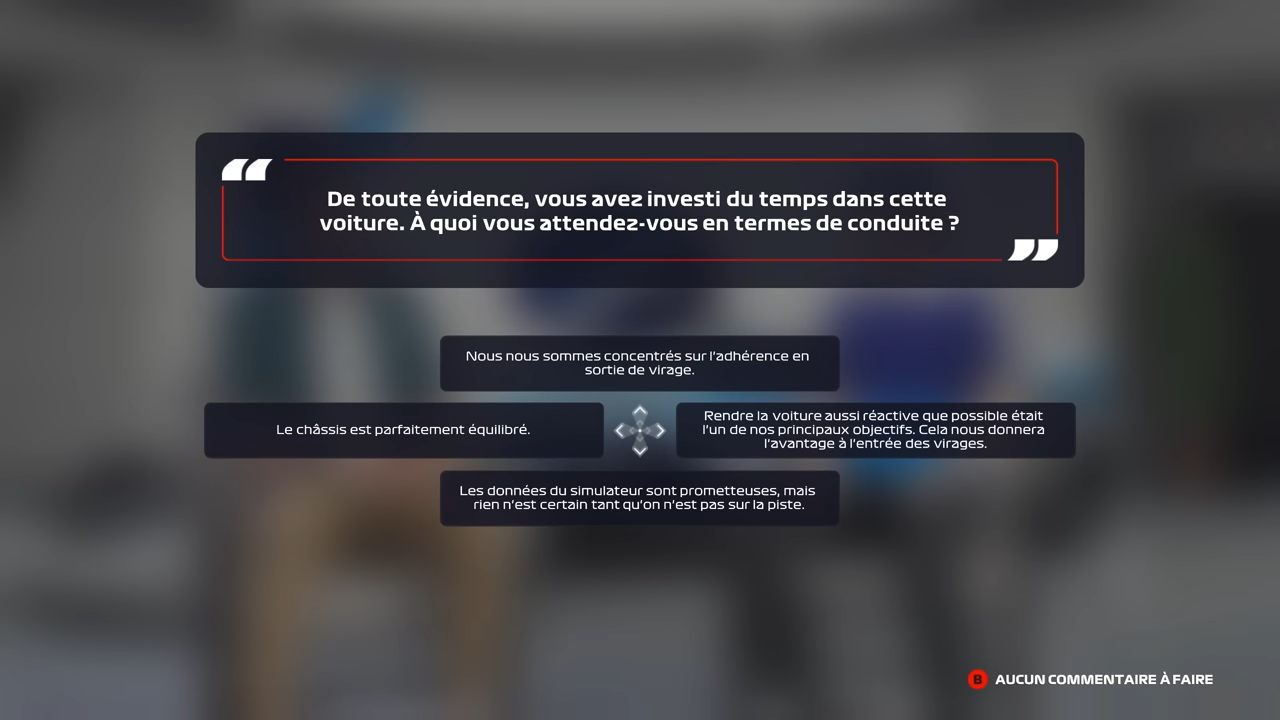 De toute évidence, vous avez investi du temps dans cette
voiture. À quoi vous attendez-vous en termes de conduite ?
Nous nous sommes concentrés sur l'adhérence en
sortie de virage.
Le châssis est parfaitement équilibré.
Rendre la voiture aussi réactive que possible était
l'un de nos principaux objectifs. Cela nous donnera
l'avantage à l'entrée des virages.
Les données du simulateur sont prometteuses, mais
rien n'est certain tant qu'on n'est pas sur la piste.
B AUCUN COMMENTAIRE À FAIRE